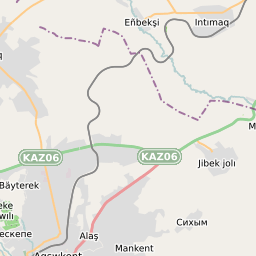 Eñbekşi
Intımaq
KAZ06
KAZ06
Jibek jolı
Bäyterek
Сихым
Alaş
Mankent